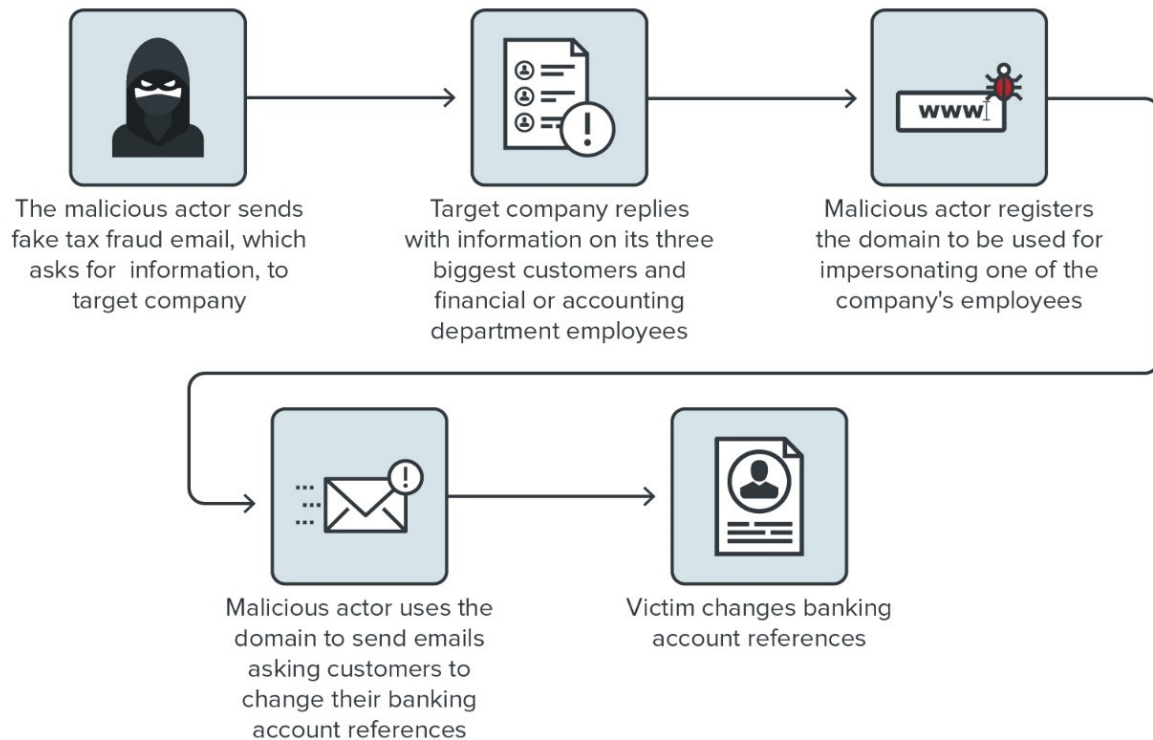 www
The malicious actor sends
fake tax fraud email, which
asks for information, to
target company
Target company replies
with information on its three
biggest customers and
financial or accounting
department employees
Malicious actor registers
the domain to be used for
impersonating one of the
company's employees
Malicious actor uses the
domain to send emails
asking customers to
change their banking
account references
Victim changes banking
account references